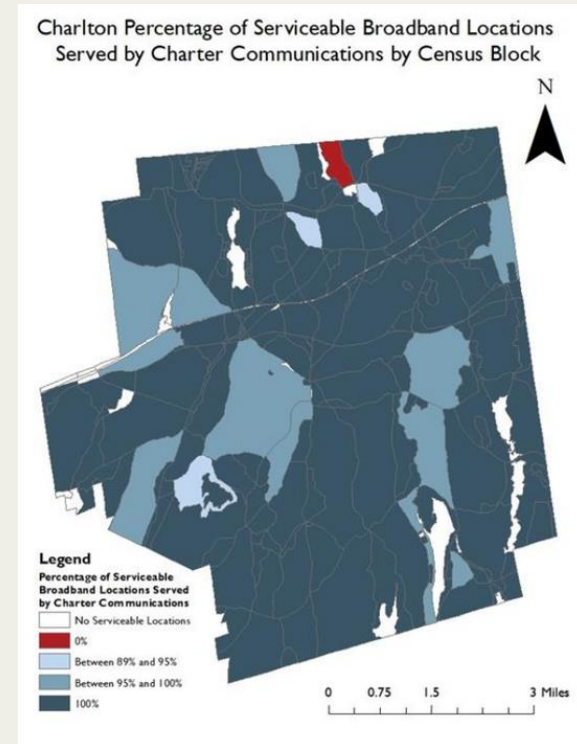 Charlton Percentage of Serviceable Broadband Locations
Served by Charter Communications by Census Block
N
Legend
Percentage of Serviceable
Broadband Locations Served
by Charter Communications
No Serviceable Locations
0%
Between 89% and 95%
Between 95% and 100%
100%
0 0.75 1.5 3 Miles